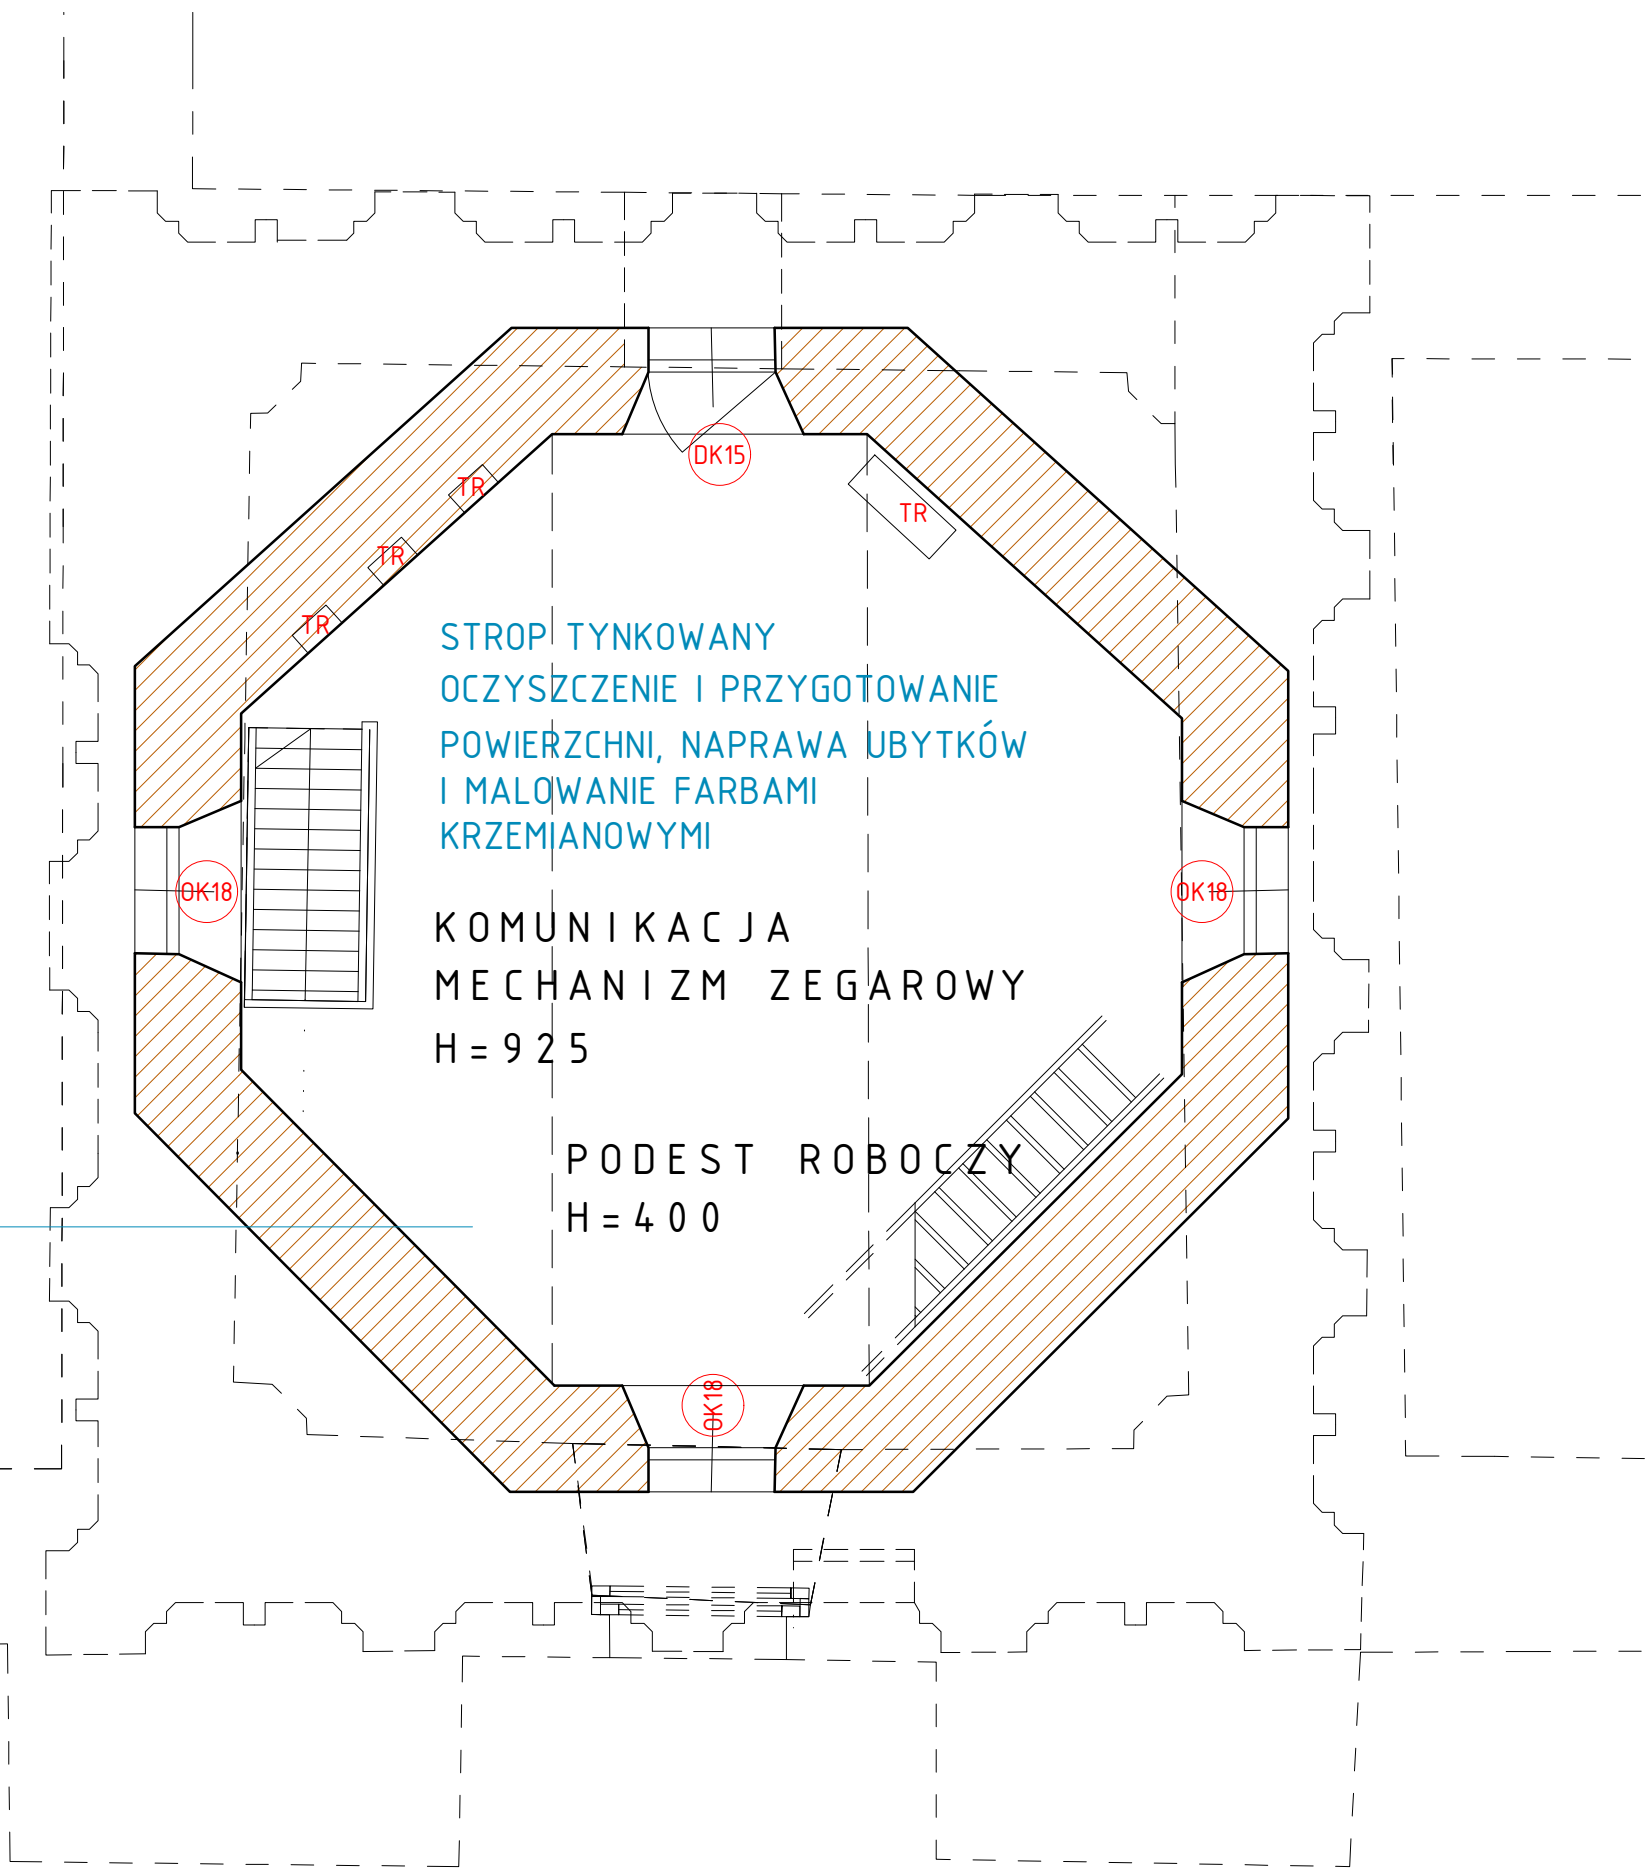 DK15
TR
TR
TR
TR
STROP TYNKOWANY
OCZYSZCZENIE I PRZYGOTOWANIE
POWIERZCHNI, NAPRAWA UBYTKÓW
I MALOWANIE FARBAMI
KRZEMIANOWYMI
OK18
OK18
KOMUNIKACJA
MECHANIZM ZEGAROWY
H=925
PODEST ROBOCZY
H=400
OK18